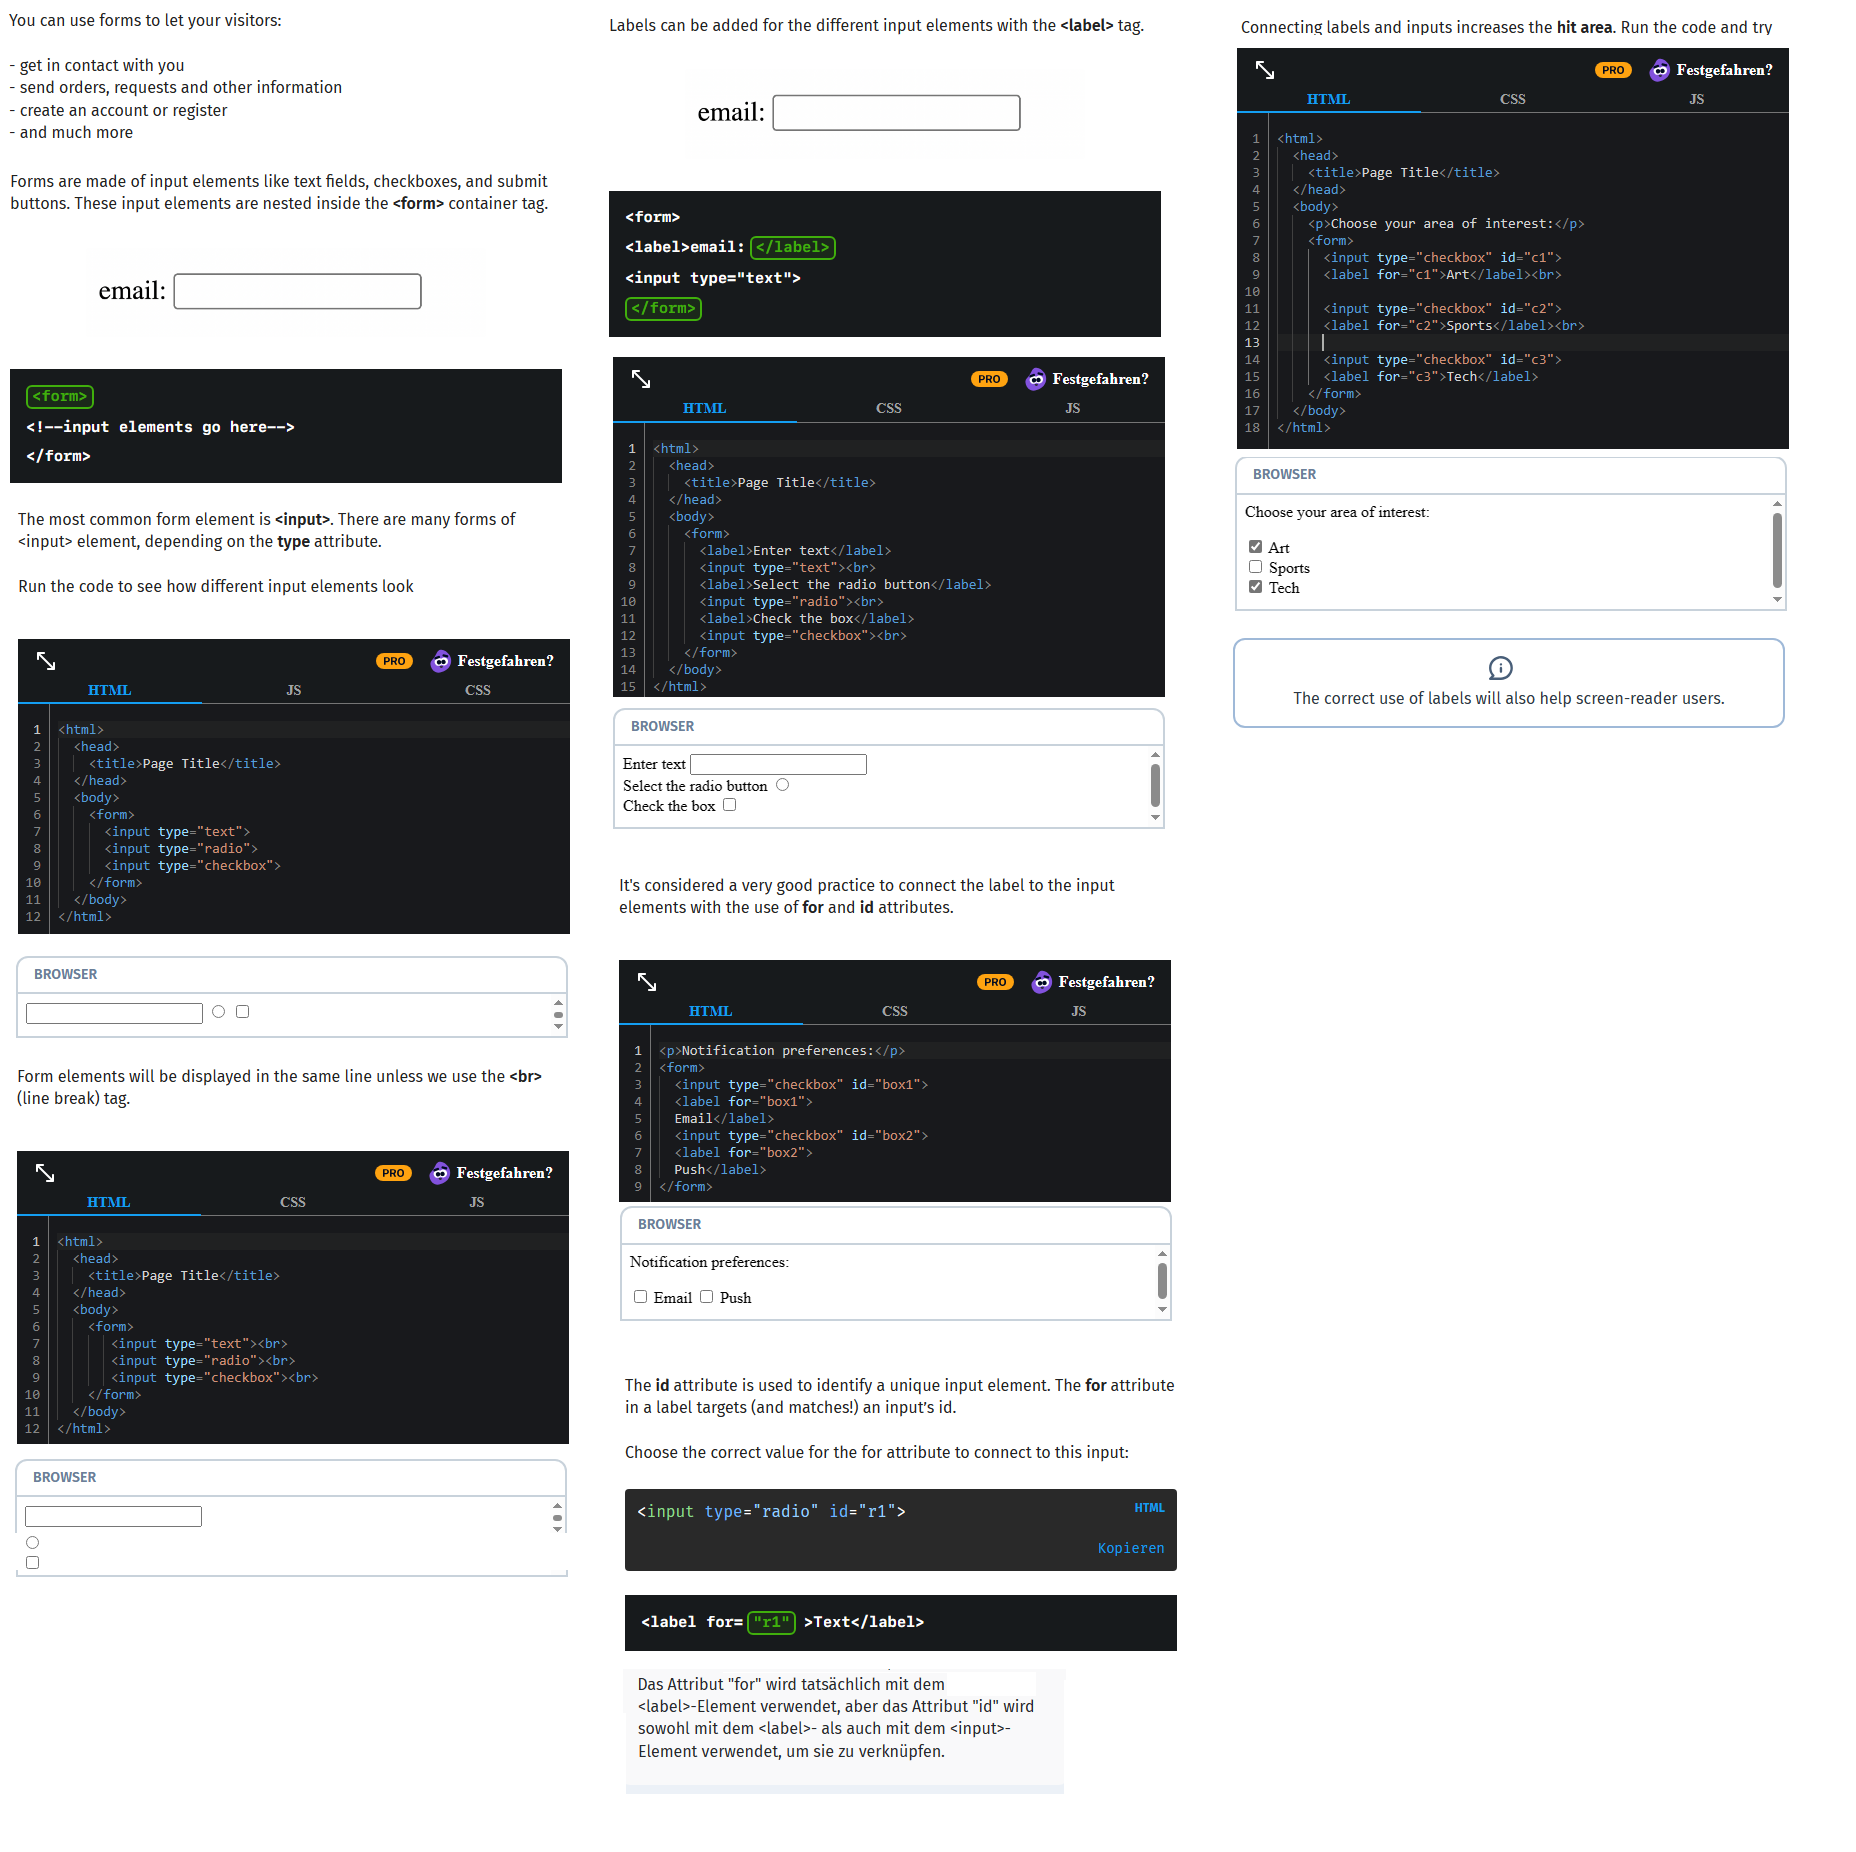 You can use forms to let your visitors:
- get in contact with you
- send orders, requests and other information
- create an account or register
- and much more
Forms are made of input elements like text fields, checkboxes, and submit
buttons. These input elements are nested inside the <form> container tag.
email:
<form>
<!--input elements go here-->
</form>
The most common form element is <input>. There are many forms of
<input> element, depending on the type attribute.
Run the code to see how different input elements look
PRO Festgefahren?
HTML JS CSS
1 <html>
2 <head>
3 <title>Page Title</title>
4 </head>
5 <body>
6 <form>
7 <input type="text">
8 <input type="radio">
9 <input type="checkbox">
10 </form>
11 </body>
12 </html>
BROWSER
Form elements will be displayed in the same line unless we use the <br>
(line break) tag.
PRO Festgefahren?
HTML CSS JS
1 <html>
2 <head>
3 <title>Page Title</title>
4 </head>
5 <body>
6 <form>
7 <input type="text"><br>
8 <input type="radio"><br>
9 <input type="checkbox"><br>
10 </form>
11 </body>
12 </html>
BROWSER
Labels can be added for the different input elements with the <label> tag.
email:
<form>
<label>email: </label>
<input type="text">
</form>
PRO Festgefahren?
HTML CSS JS
1 <html>
2 <head>
3 <title>Page Title</title>
4 </head>
5 <body>
6 <form>
7 <label>Enter text</label>
8 <input type="text"><br>
9 <label>Select the radio button</label>
10 <input type="radio"><br>
11 <label>Check the box</label>
12 <input type="checkbox"><br>
13 </form>
14 </body>
15 </html>
BROWSER
Enter text
Select the radio button
Check the box
It's considered a very good practice to connect the label to the input
elements with the use of for and id attributes.
PRO Festgefahren?
HTML CSS JS
1 <p>Notification preferences:</p>
2 <form>
3 <input type="checkbox" id="box1">
4 <label for="box1">
5 Email</label>
6 <input type="checkbox" id="box2">
7 <label for="box2">
8 Push</label>
9 </form>
BROWSER
Notification preferences:
Email Push
The id attribute is used to identify a unique input element. The for attribute
in a label targets (and matches!) an input’s id.
Choose the correct value for the for attribute to connect to this input:
<input type="radio" id="r1"> HTML
Kopieren
<label for= "r1" >Text</label>
Das Attribut "for" wird tatsächlich mit dem
<label>-Element verwendet, aber das Attribut "id" wird
sowohl mit dem <label>- als auch mit dem <input>-
Element verwendet, um sie zu verknüpfen.
Connecting labels and inputs increases the hit area. Run the code and try
PRO Festgefahren?
HTML CSS JS
1 <html>
2 <head>
3 <title>Page Title</title>
4 </head>
5 <body>
6 <p>Choose your area of interest:</p>
7 <form>
8 <input type="checkbox" id="c1">
9 <label for="c1">Art</label><br>
10
11 <input type="checkbox" id="c2">
12 <label for="c2">Sports</label><br>
13
14 <input type="checkbox" id="c3">
15 <label for="c3">Tech</label>
16 </form>
17 </body>
18 </html>
BROWSER
Choose your area of interest:
Art
Sports
Tech
The correct use of labels will also help screen-reader users.